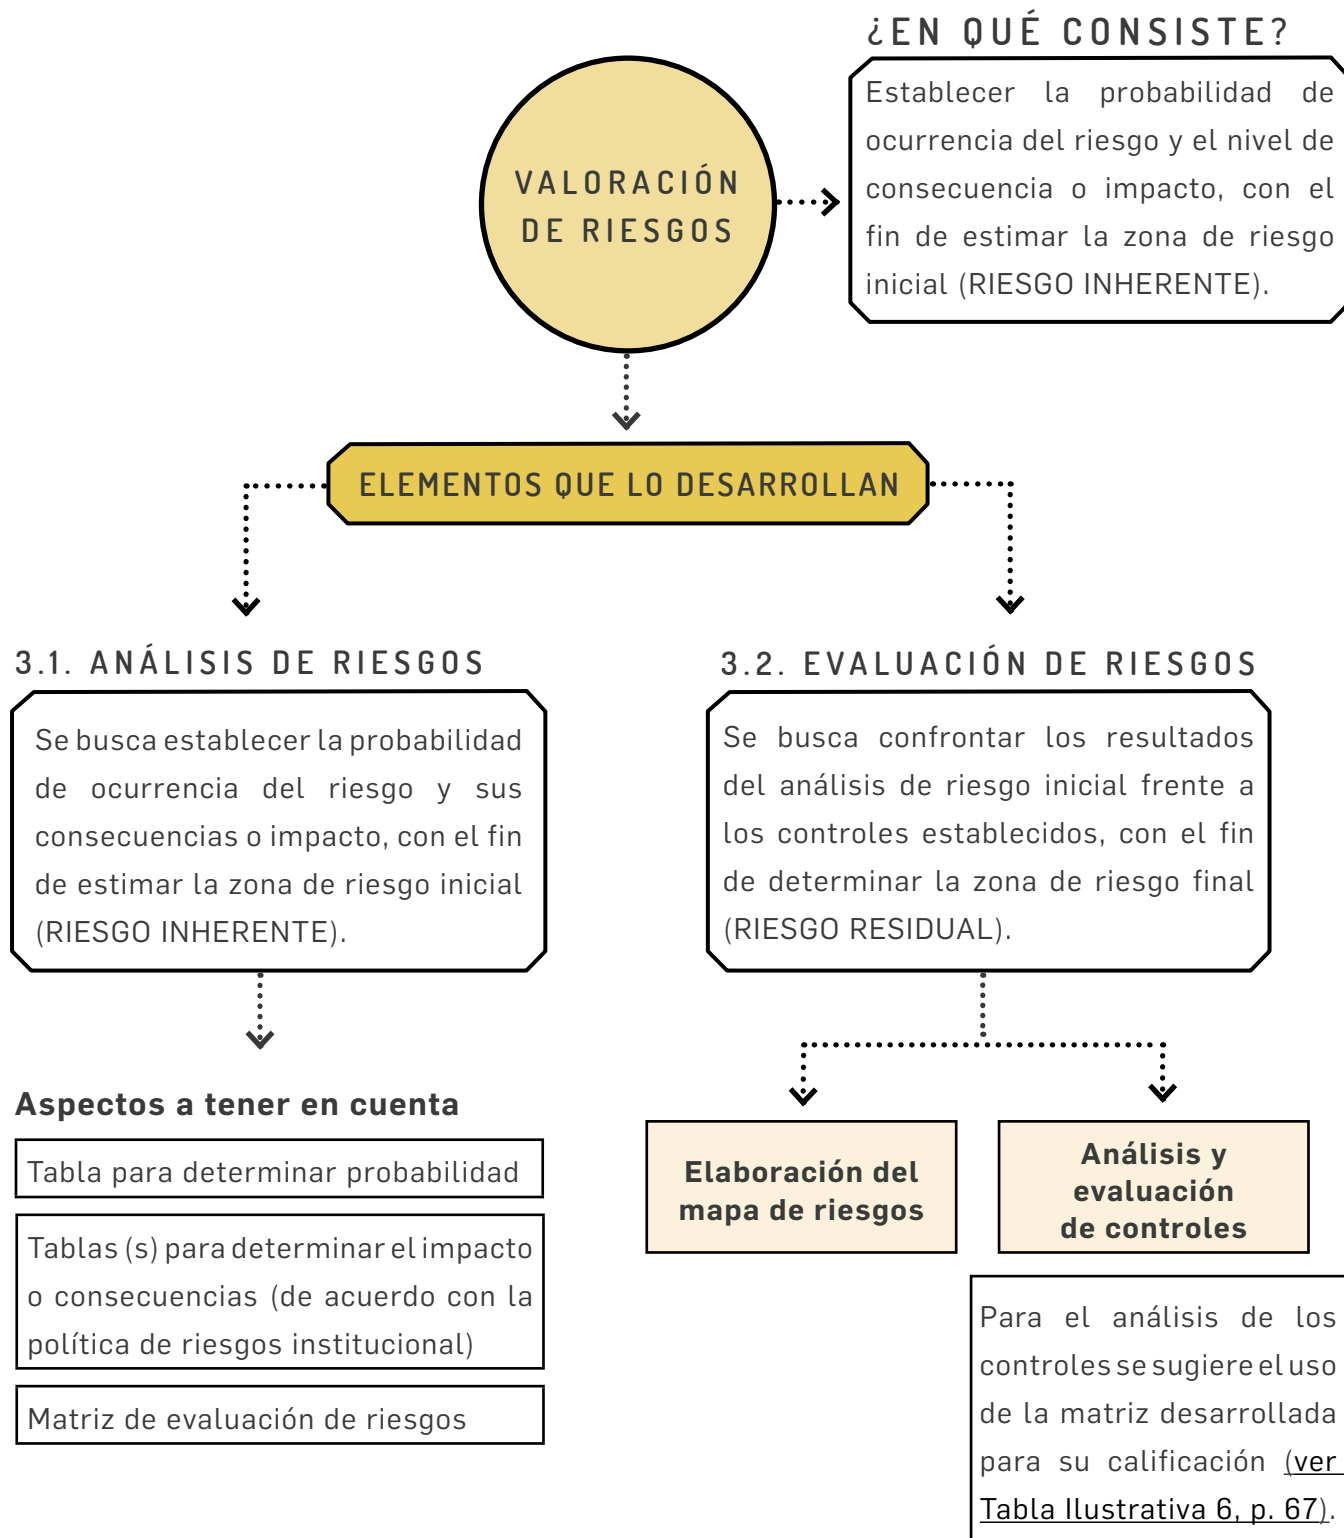 ¿EN QUÉ CONSISTE?
Establecer la probabilidad de
ocurrencia del riesgo y el nivel de
consecuencia o impacto, con el
fin de estimar la zona de riesgo
inicial (RIESGO INHERENTE).
VALORACIÓN
DE RIESGOS
ELEMENTOS QUE LO DESARROLLAN
3.1. ANÁLISIS DE RIESGOS
Se busca establecer la probabilidad
de ocurrencia del riesgo y sus
consecuencias o impacto, con el fin
de estimar la zona de riesgo inicial
(RIESGO INHERENTE).
Aspectos a tener en cuenta
Tabla para determinar probabilidad
Tablas (s) para determinar el impacto
o consecuencias (de acuerdo con la
política de riesgos institucional)
Matriz de evaluación de riesgos
3.2. EVALUACIÓN DE RIESGOS
Se busca confrontar los resultados
del análisis de riesgo inicial frente a
los controles establecidos, con el fin
de determinar la zona de riesgo final
(RIESGO RESIDUAL).
Elaboración del
mapa de riesgos
Análisis y
evaluación
de controles
Para el análisis de los
controles se sugiere el uso
de la matriz desarrollada
para su calificación (ver
Tabla Ilustrativa 6, p. 67).